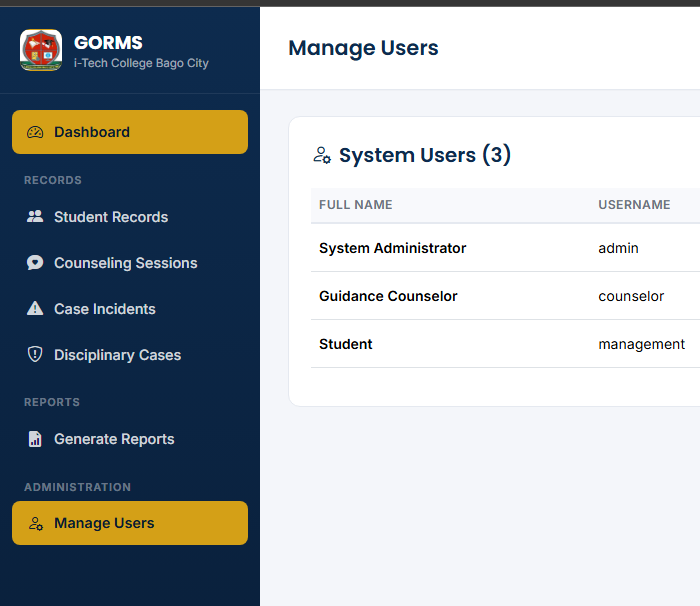 GORMS
i-Tech College Bago City
Dashboard
RECORDS
Student Records
Counseling Sessions
Case Incidents
Disciplinary Cases
REPORTS
Generate Reports
ADMINISTRATION
Manage Users
Manage Users
System Users (3)
FULL NAME USERNAME
System Administrator admin
Guidance Counselor counselor
Student management